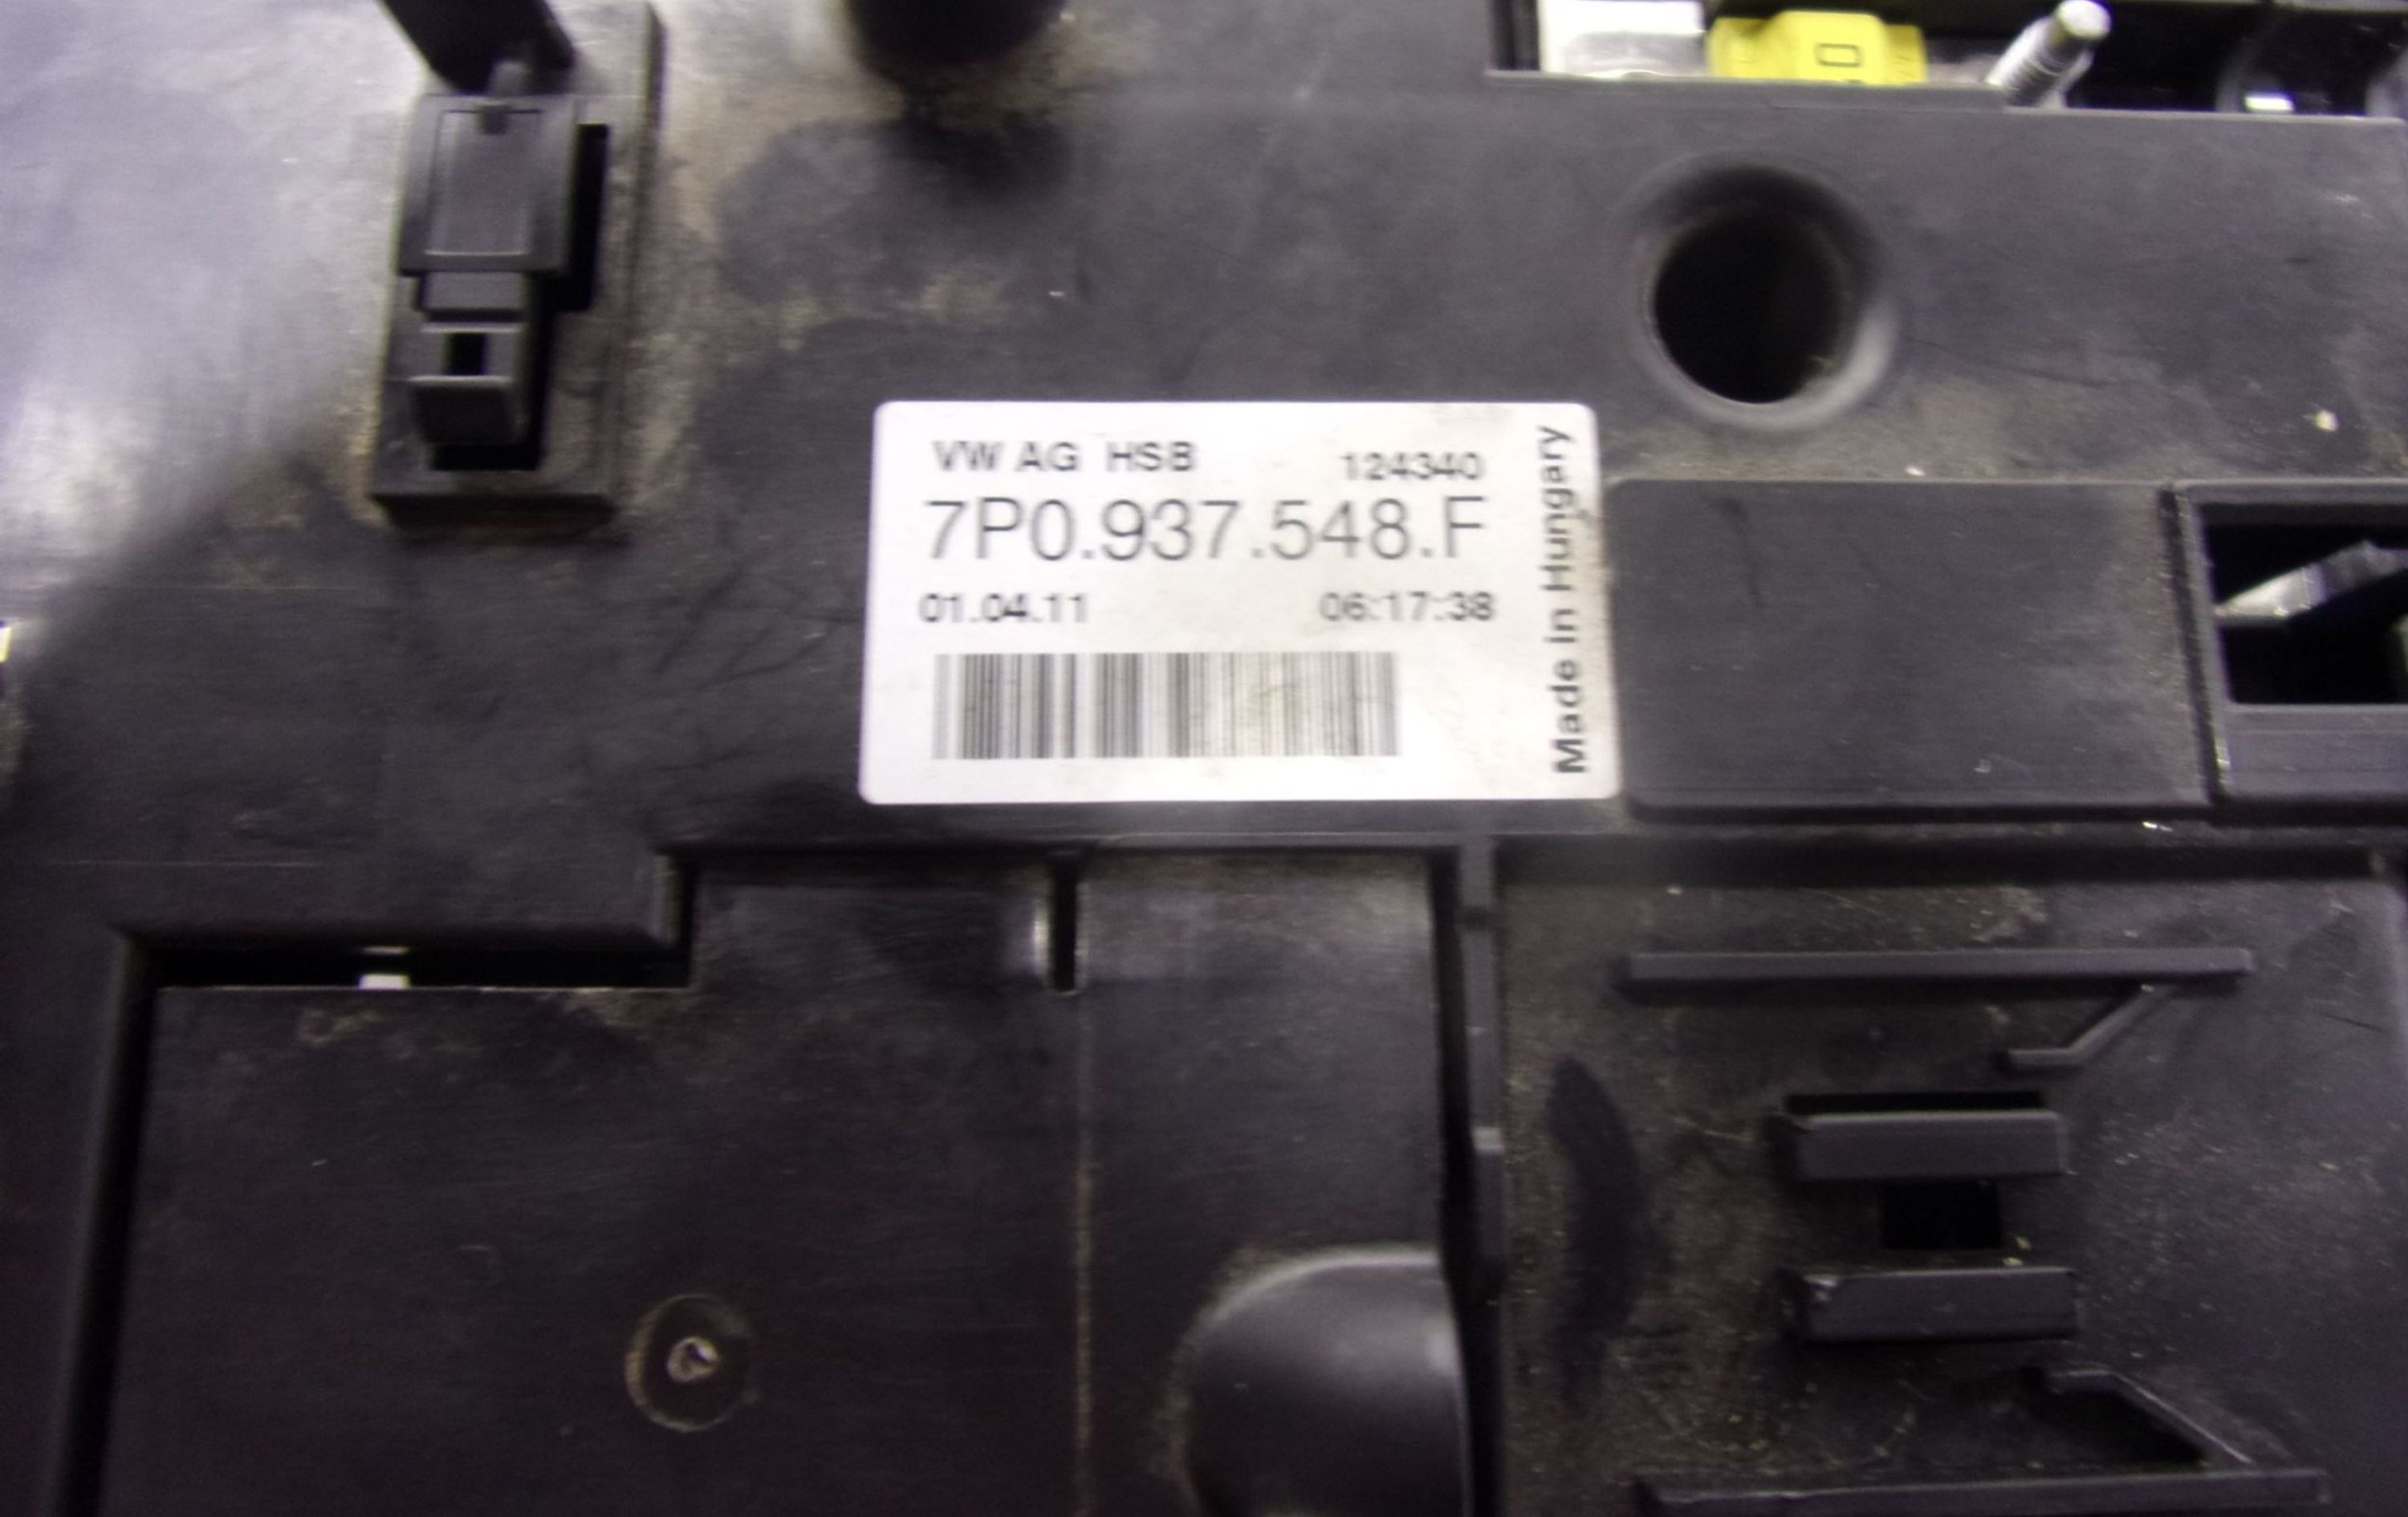 VW AG HSB 124340
7P0.937.548.F
01.04.11 06:17:38
Made in Hungary